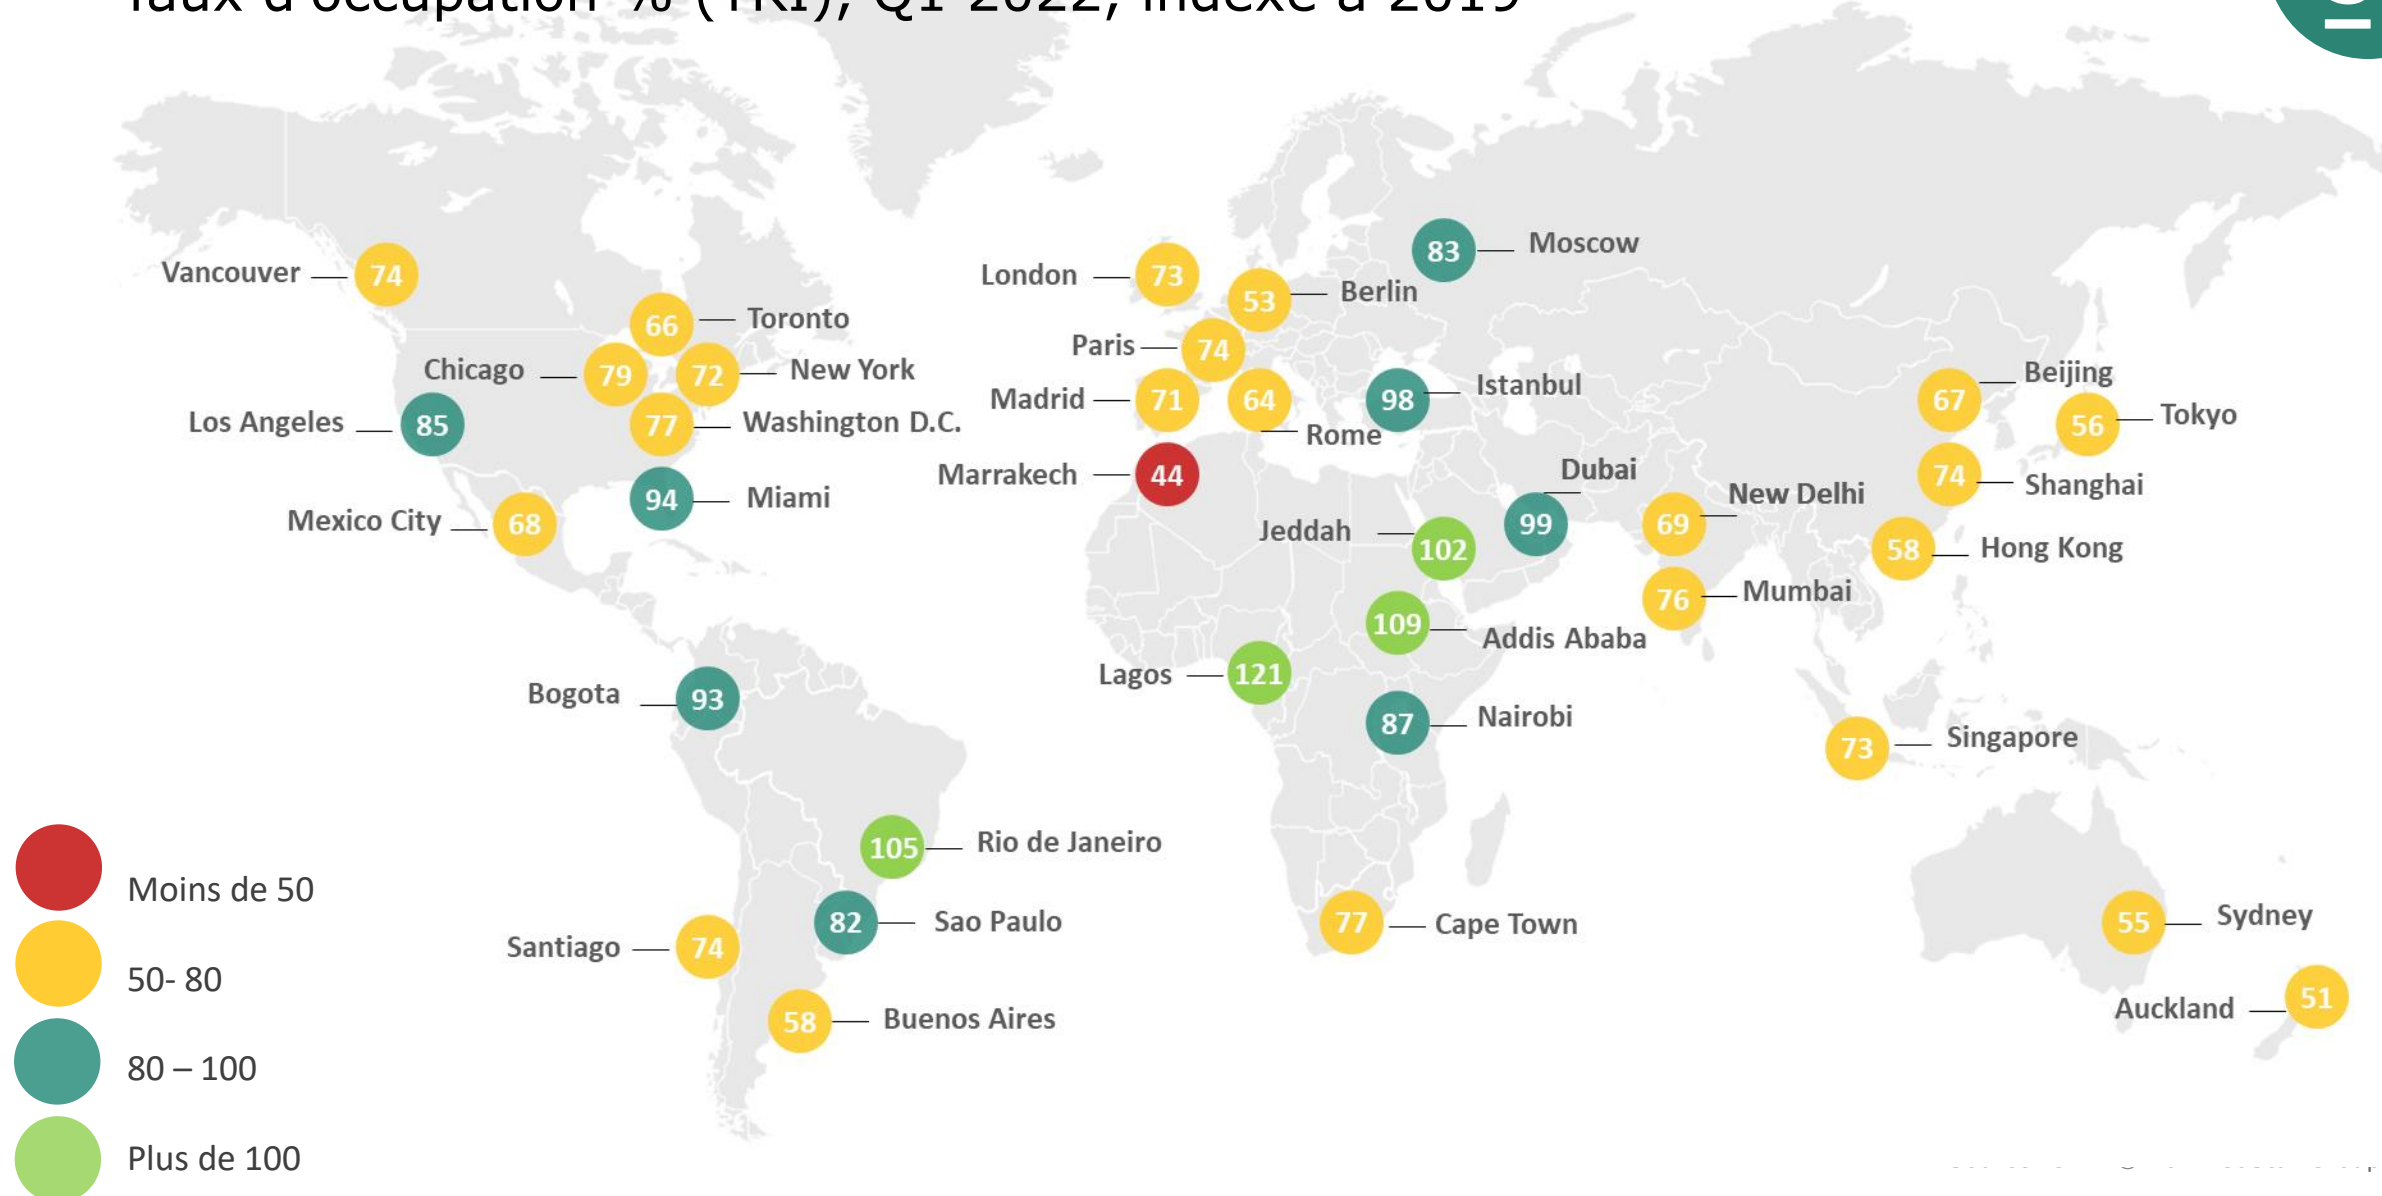 Taux d'occupation % (TRI), Q1 2022, indexé à 2019
Vancouver 74
London 73
83 Moscow
53 Berlin
66 Toronto
Paris 74
Chicago 79
72 New York
Madrid 71
64 Rome
98 Istanbul
67 Beijing
56 Tokyo
Los Angeles 85
77 Washington D.C.
Marrakech 44
Dubai 99
74 Shanghai
94 Miami
New Delhi 69
Mexico City 68
Jeddah 102
58 Hong Kong
76 Mumbai
109 Addis Ababa
Lagos 121
Bogota 93
87 Nairobi
73 Singapore
105 Rio de Janeiro
82 Sao Paulo
77 Cape Town
55 Sydney
Santiago 74
58 Buenos Aires
Auckland 51
Moins de 50
50- 80
80 – 100
Plus de 100